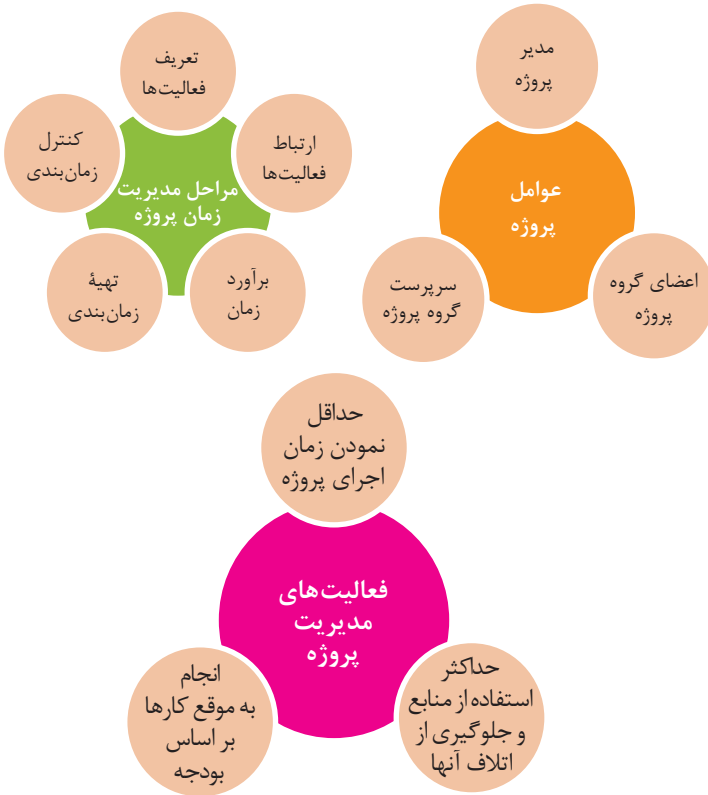 مدیر
پروژه
عوامل
پروژه
اعضای گروه
پروژه
سرپرست
گروه پروژه
تعریف
فعالیت‌ها
ارتباط
فعالیت‌ها
برآورد
زمان
تهیۀ
زمان‌بندی
کنترل
زمان‌بندی
مراحل مدیریت
زمان پروژه
حداقل
نمودن زمان
اجرای پروژه
فعالیت‌های
مدیریت
پروژه
حداکثر
استفاده از منابع
و جلوگیری از
اتلاف آنها
انجام
به موقع کارها
بر اساس
بودجه